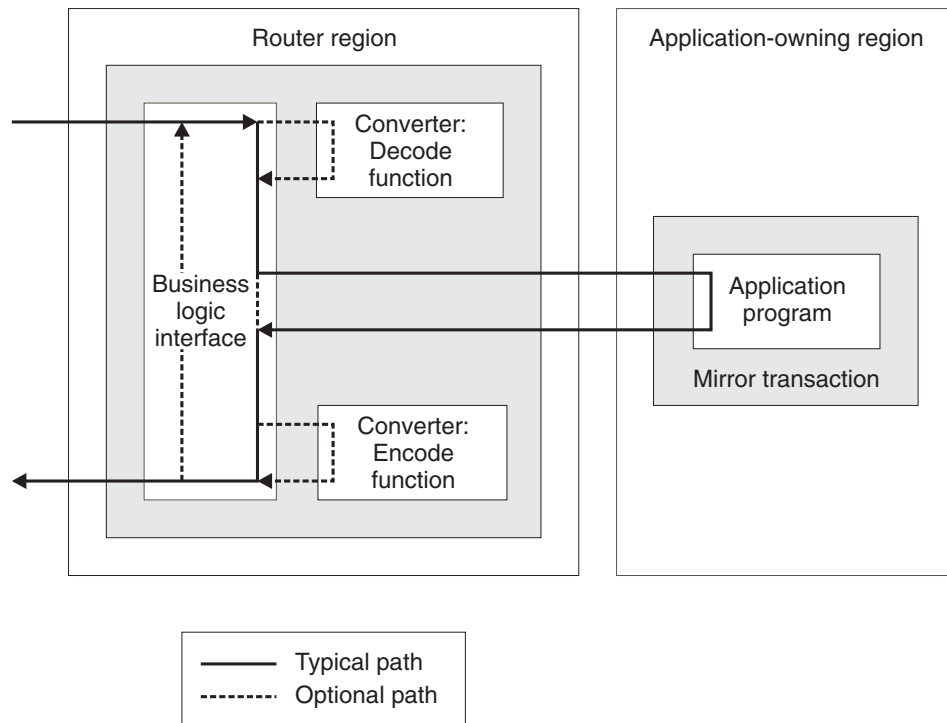 Router region
Application-owning region
Converter:
Decode
function
Business
logic
interface
Application
program
Mirror transaction
Converter:
Encode
function
Typical path
Optional path